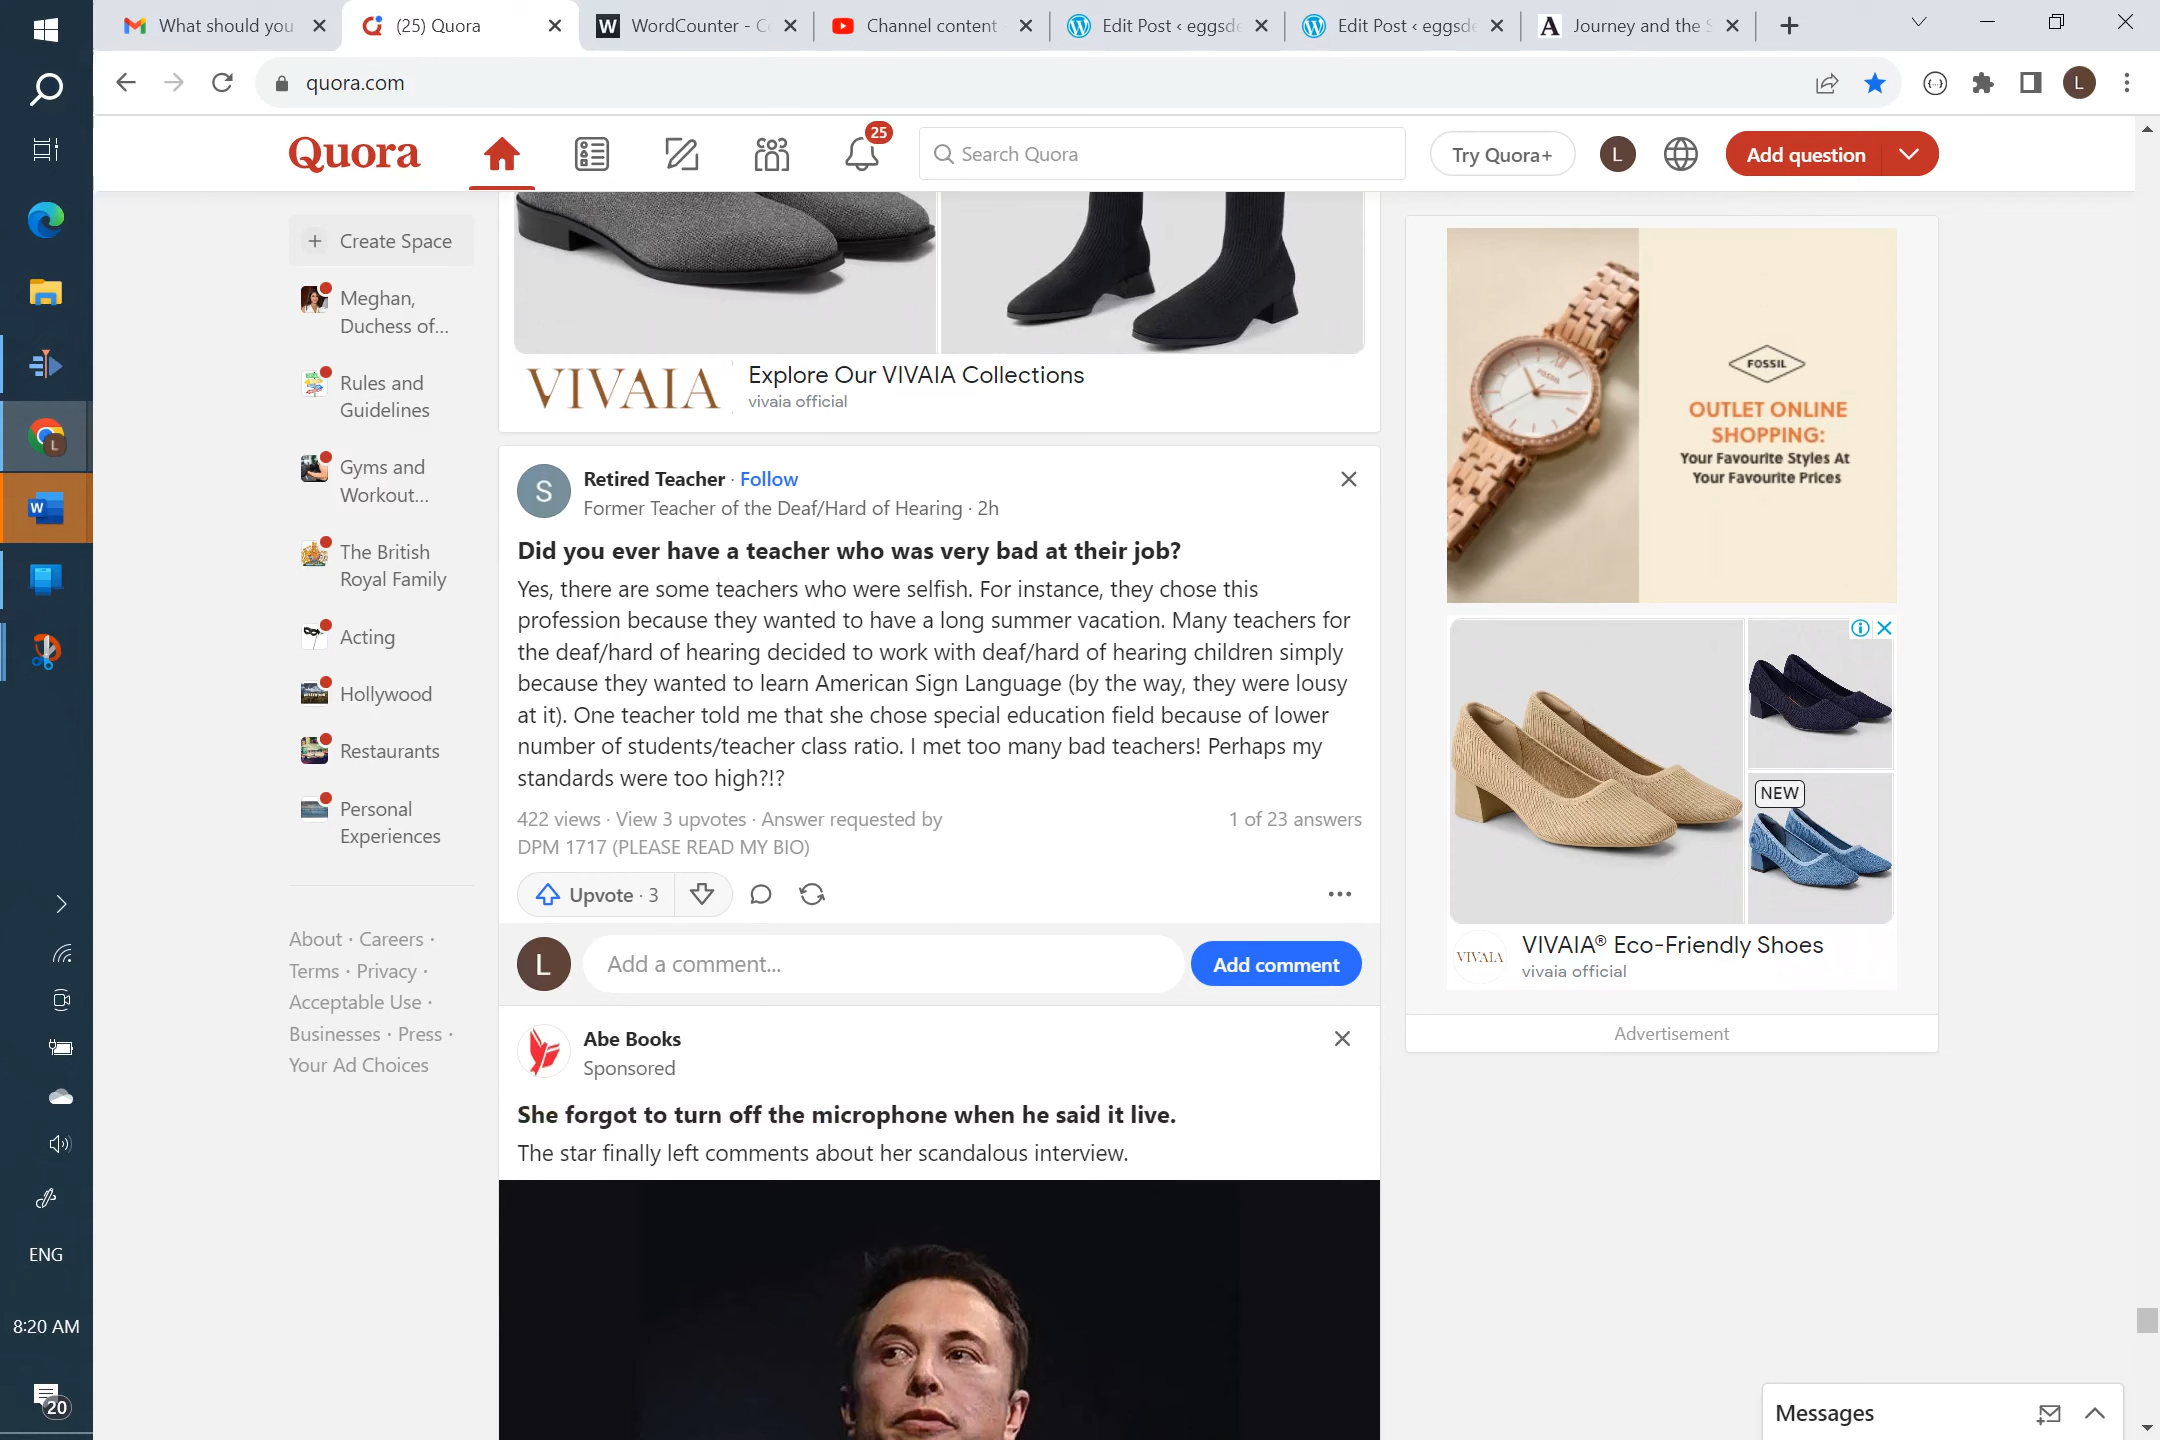 What should you
(25) Quora
WordCounter - Co
Channel content
Edit Post ‹ eggsde
Edit Post ‹ eggsde
Journey and the S
quora.com
L
Quora
25
Search Quora
Try Quora+
L
Add question
Create Space
Meghan,
Duchess of...
Rules and
Guidelines
Gyms and
Workout...
The British
Royal Family
Acting
Hollywood
Restaurants
Personal
Experiences
About · Careers ·
Terms · Privacy ·
Acceptable Use ·
Businesses · Press ·
Your Ad Choices
VIVAIA
Explore Our VIVAIA Collections
vivaia official
S
Retired Teacher · Follow
Former Teacher of the Deaf/Hard of Hearing · 2h
Did you ever have a teacher who was very bad at their job?
Yes, there are some teachers who were selfish. For instance, they chose this
profession because they wanted to have a long summer vacation. Many teachers for
the deaf/hard of hearing decided to work with deaf/hard of hearing children simply
because they wanted to learn American Sign Language (by the way, they were lousy
at it). One teacher told me that she chose special education field because of lower
number of students/teacher class ratio. I met too many bad teachers! Perhaps my
standards were too high?!?
422 views · View 3 upvotes · Answer requested by
DPM 1717 (PLEASE READ MY BIO)
1 of 23 answers
Upvote · 3
L
Add a comment...
Add comment
Abe Books
Sponsored
She forgot to turn off the microphone when he said it live.
The star finally left comments about her scandalous interview.
FOSSIL
FOSSIL
OUTLET ONLINE
SHOPPING:
Your Favourite Styles At
Your Favourite Prices
NEW
VIVAIA
VIVAIA® Eco-Friendly Shoes
vivaia official
Advertisement
Messages
L
W
ENG
8:20 AM
20